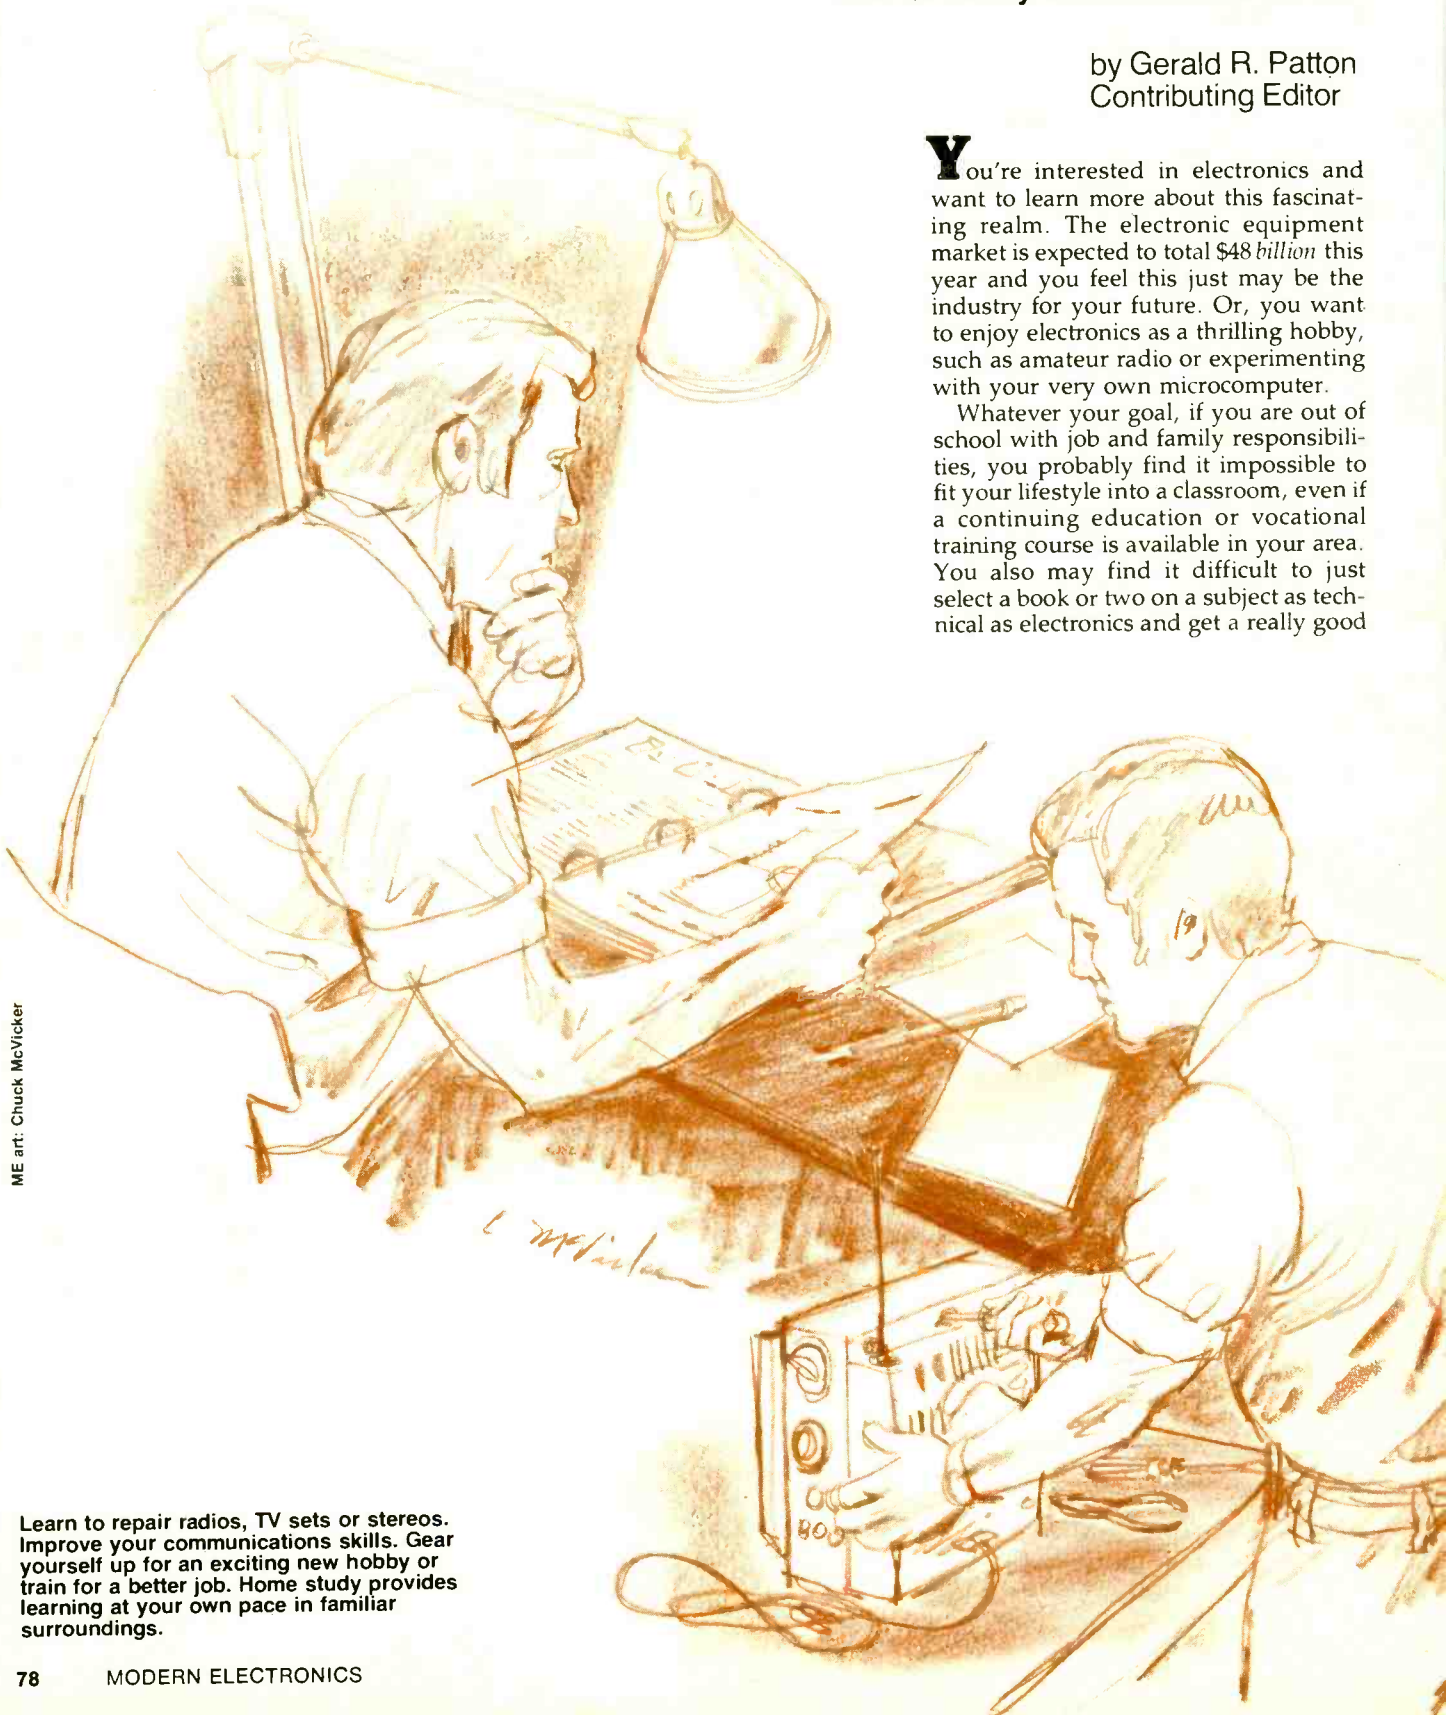 by Gerald R. Patton
Contributing Editor
You're interested in electronics and
want to learn more about this fascinat-
ing realm. The electronic equipment
market is expected to total $48 billion this
year and you feel this just may be the
industry for your future. Or, you want
to enjoy electronics as a thrilling hobby,
such as amateur radio or experimenting
with your very own microcomputer.
Whatever your goal, if you are out of
school with job and family responsibili-
ties, you probably find it impossible to
fit your lifestyle into a classroom, even if
a continuing education or vocational
training course is available in your area.
You also may find it difficult to just
select a book or two on a subject as tech-
nical as electronics and get a really good
ME art: Chuck McVicker
C McVicker
Learn to repair radios, TV sets or stereos.
Improve your communications skills. Gear
yourself up for an exciting new hobby or
train for a better job. Home study provides
learning at your own pace in familiar
surroundings.
78 MODERN ELECTRONICS